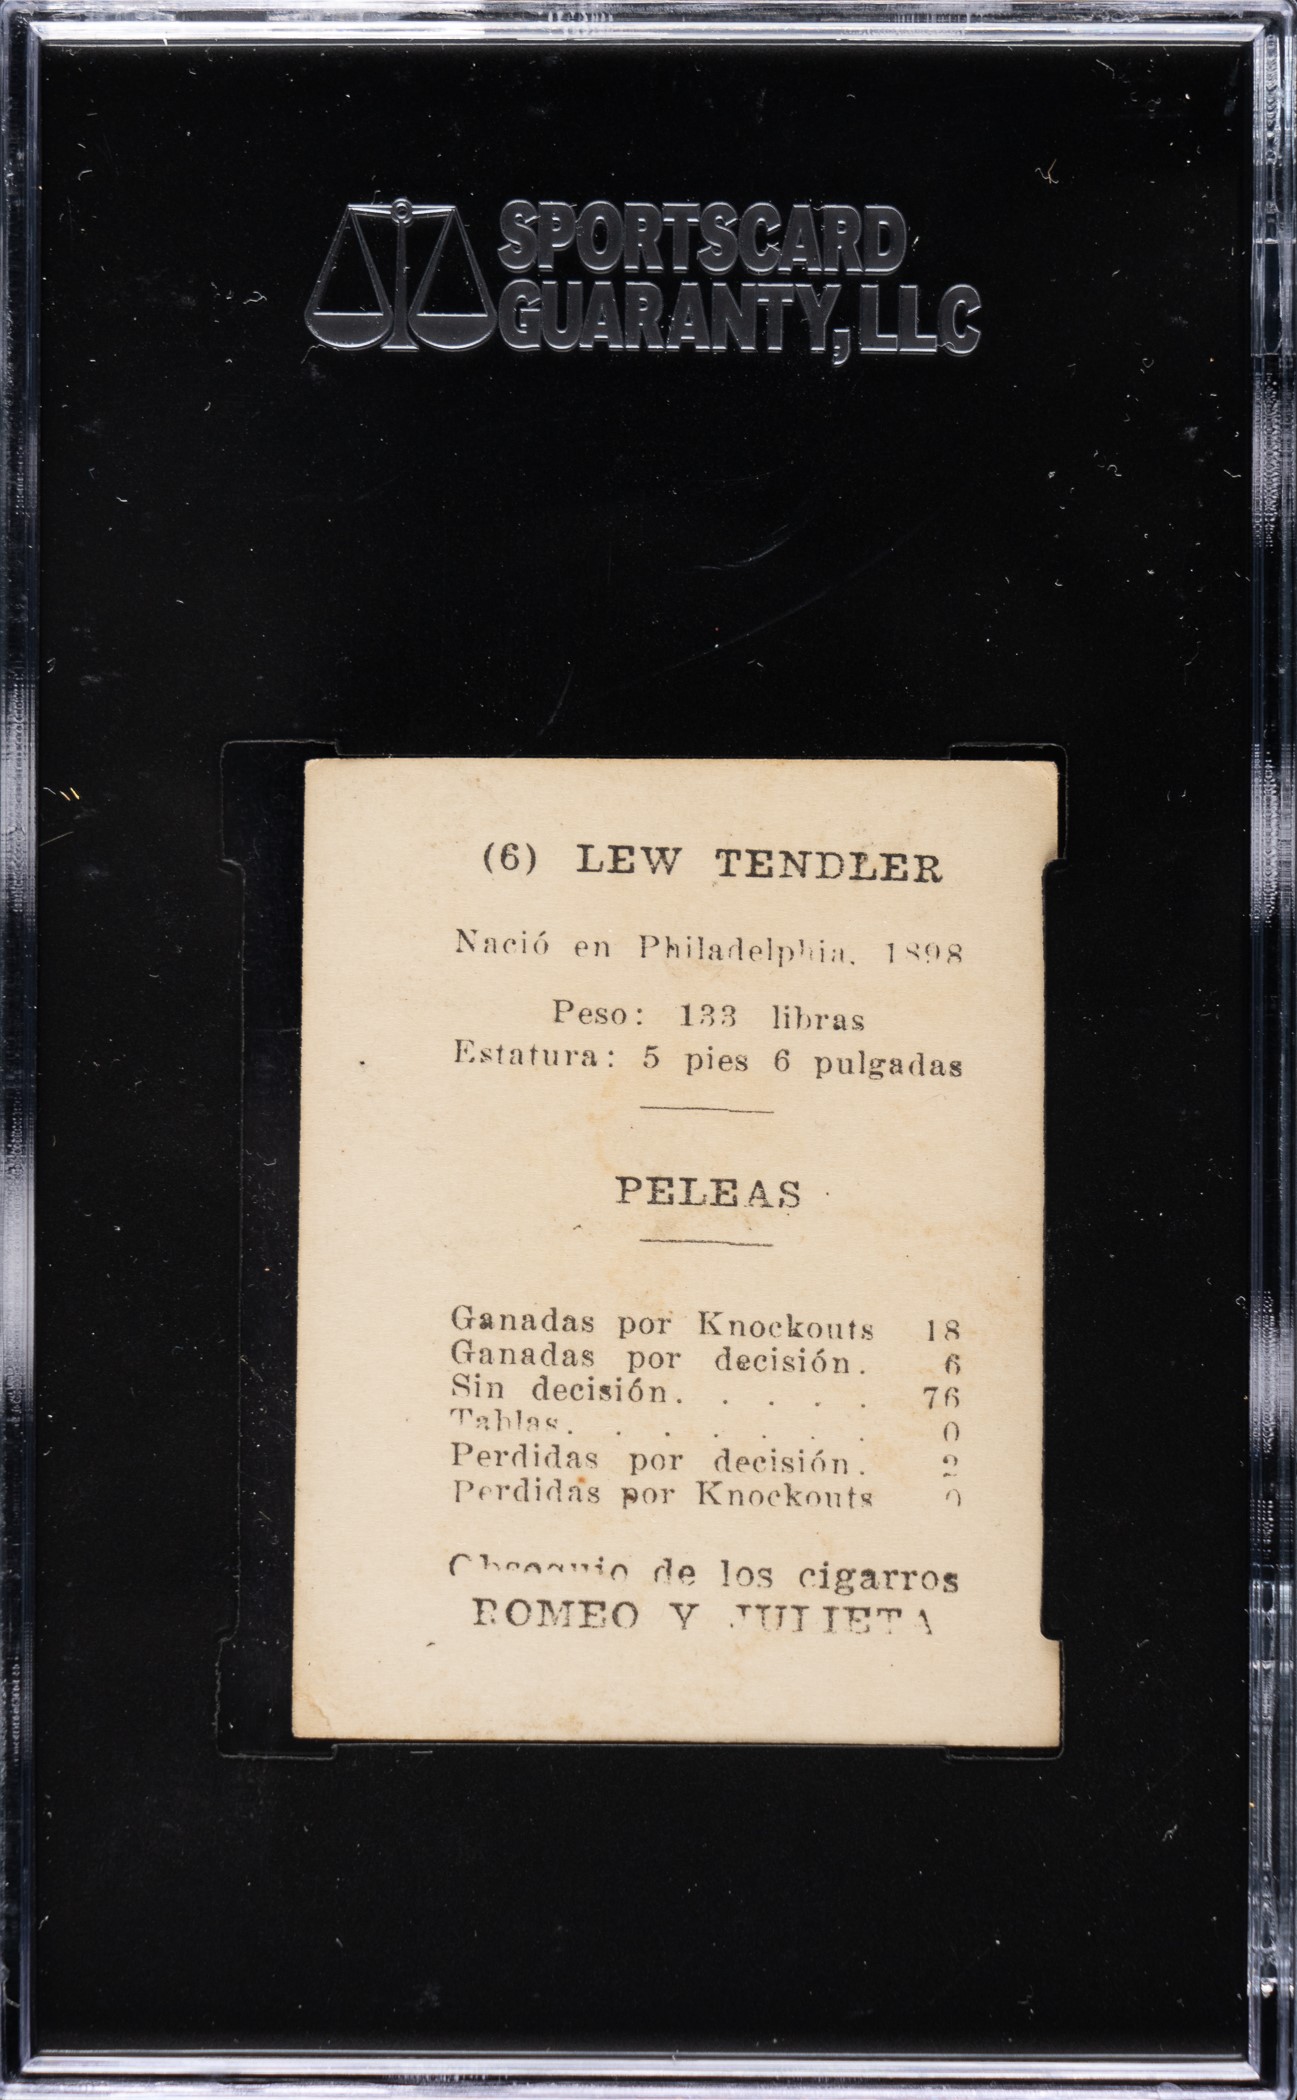 SPORTSCARD
GUARANTY, LLC
(6) LEW TENDLER
Nació en Philadelphia, 1898
Peso: 133 libras
Estatura: 5 pies 6 pulgadas
PELEAS
Ganadas por Knockouts 18
Ganadas por decisión. 6
Sin decisión. . . . . 76
Tablas. . . . . . . . 0
Perdidas por decisión. 2
Perdidas por Knockouts 0
Obsequio de los cigarros
ROMEO Y JULIETA